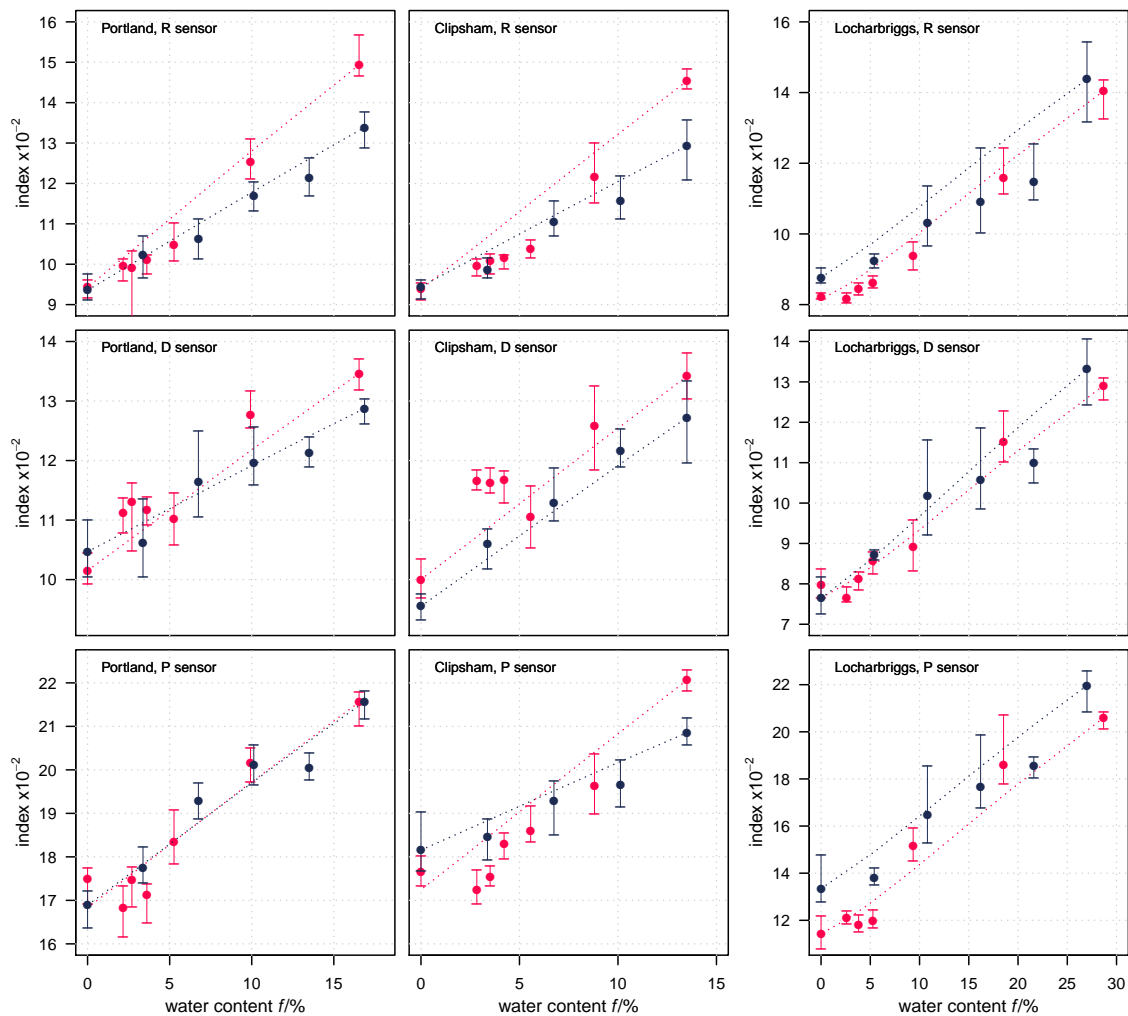 Portland, R sensor
index x10⁻²
16
15
14
13
12
11
10
9
Clipsham, R sensor
Locharbriggs, R sensor
index x10⁻²
16
14
12
10
8
Portland, D sensor
index x10⁻²
14
13
12
11
10
Clipsham, D sensor
Locharbriggs, D sensor
index x10⁻²
14
13
12
11
10
9
8
7
Portland, P sensor
index x10⁻²
22
21
20
19
18
17
16
0 5 10 15
water content f/%
Clipsham, P sensor
0 5 10 15
water content f/%
Locharbriggs, P sensor
index x10⁻²
22
20
18
16
14
12
0 5 10 15 20 25 30
water content f/%